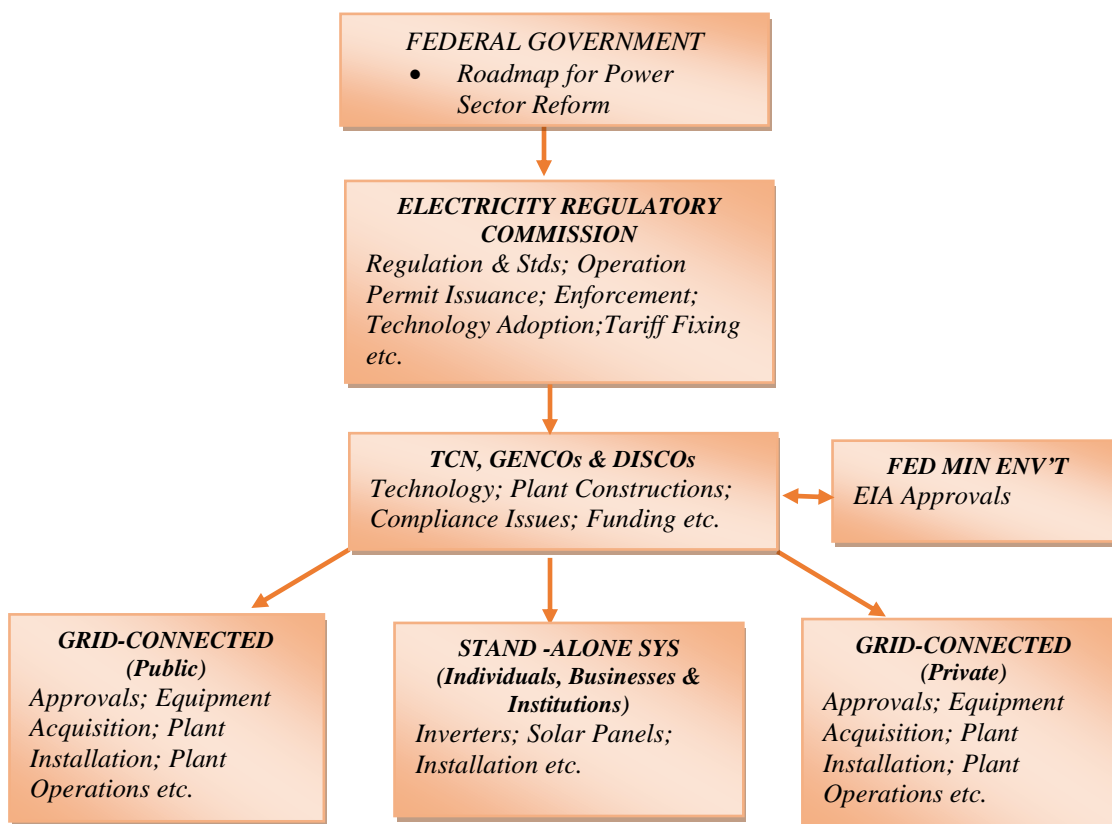 FEDERAL GOVERNMENT
• Roadmap for Power
Sector Reform
ELECTRICITY REGULATORY
COMMISSION
Regulation & Stds; Operation
Permit Issuance; Enforcement;
Technology Adoption;Tariff Fixing
etc.
TCN, GENCOs & DISCOs
Technology; Plant Constructions;
Compliance Issues; Funding etc.
FED MIN ENV’T
EIA Approvals
GRID-CONNECTED
(Public)
Approvals; Equipment
Acquisition; Plant
Installation; Plant
Operations etc.
STAND -ALONE SYS
(Individuals, Businesses &
Institutions)
Inverters; Solar Panels;
Installation etc.
GRID-CONNECTED
(Private)
Approvals; Equipment
Acquisition; Plant
Installation; Plant
Operations etc.